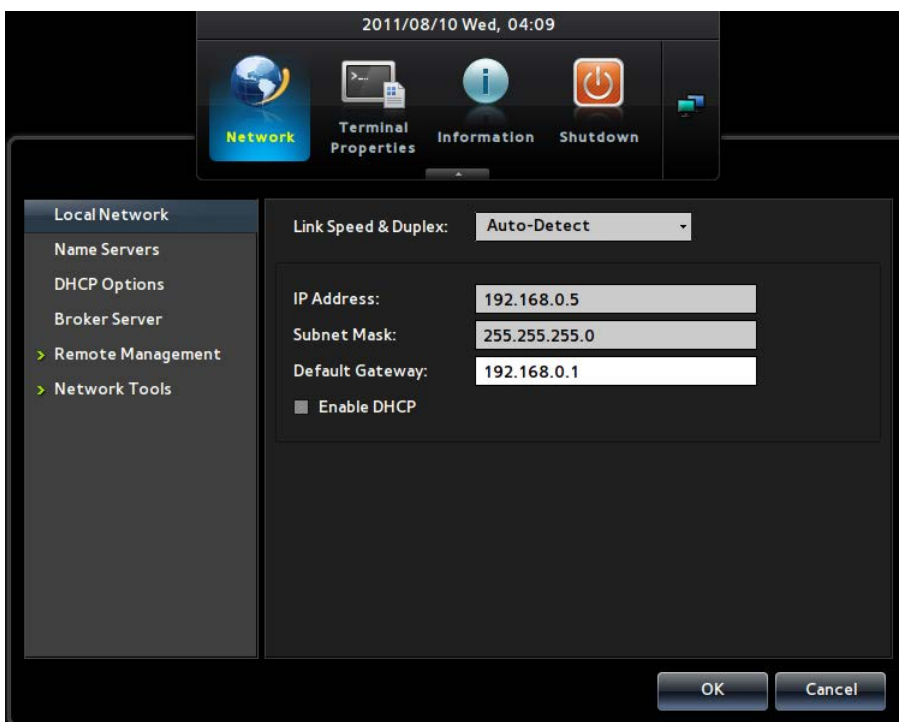 2011/08/10 Wed, 04:09
Network
Terminal
Properties
Information
Shutdown
Local Network
Name Servers
DHCP Options
Broker Server
Remote Management
Network Tools
Link Speed & Duplex: Auto-Detect
IP Address: 192.168.0.5
Subnet Mask: 255.255.255.0
Default Gateway: 192.168.0.1
Enable DHCP
OK Cancel